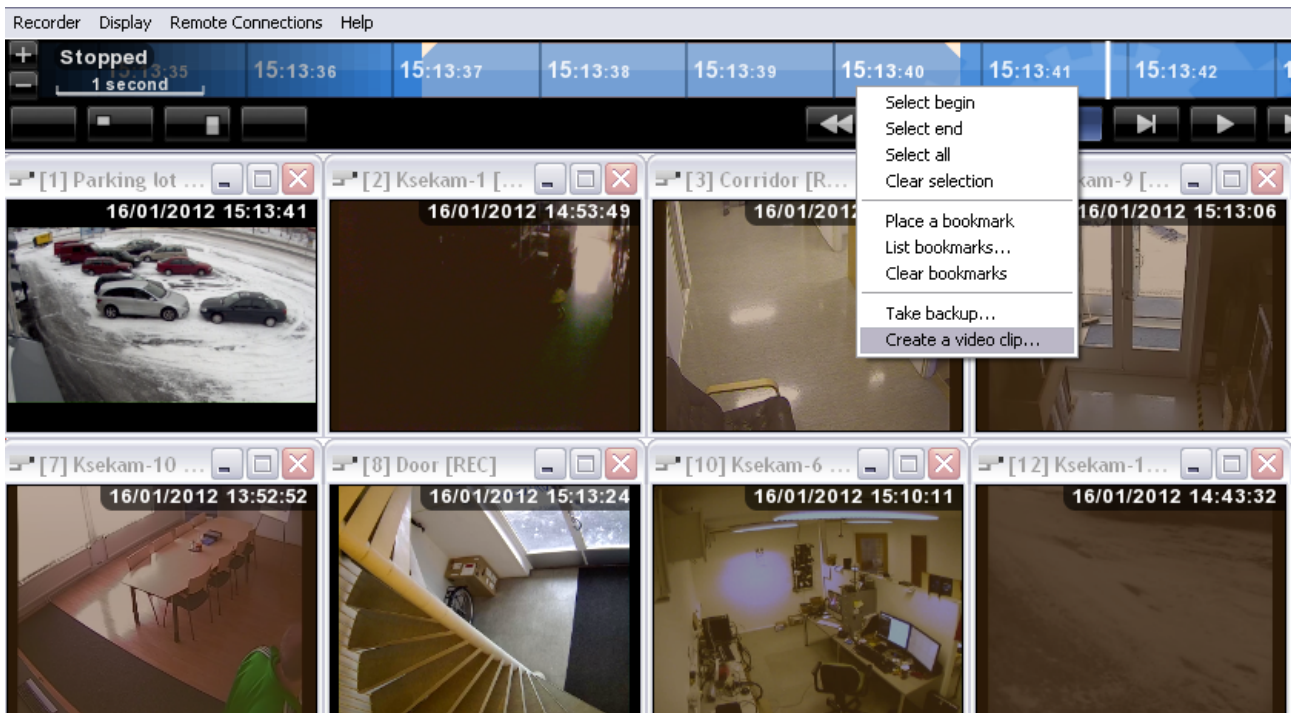 Recorder Display Remote Connections Help
Stopped
1 second
15:13:35 15:13:36 15:13:37 15:13:38 15:13:39 15:13:40 15:13:41 15:13:42
Select begin
Select end
Select all
Clear selection
Place a bookmark
List bookmarks...
Clear bookmarks
Take backup...
Create a video clip...
[1] Parking lot ... [2] Ksekam-1 [... [3] Corridor [R... kam-9 [...
16/01/2012 15:13:41 16/01/2012 14:53:49 16/01/201 16/01/2012 15:13:06
[7] Ksekam-10 ... [8] Door [REC] [10] Ksekam-6 ... [12] Ksekam-1...
16/01/2012 13:52:52 16/01/2012 15:13:24 16/01/2012 15:10:11 16/01/2012 14:43:32